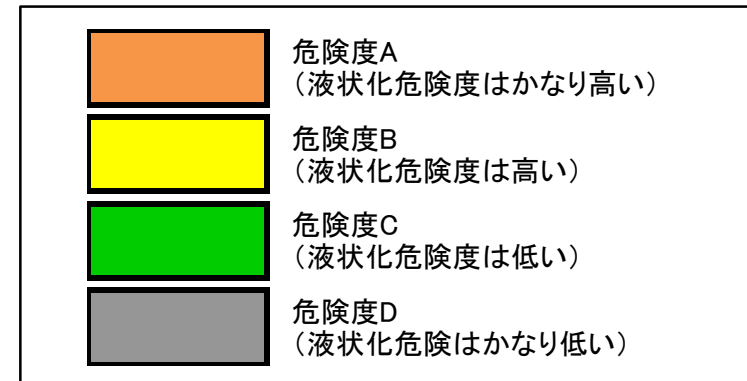 危険度A
（液状化危険度はかなり高い）
危険度B
（液状化危険度は高い）
危険度C
（液状化危険度は低い）
危険度D
（液状化危険はかなり低い）